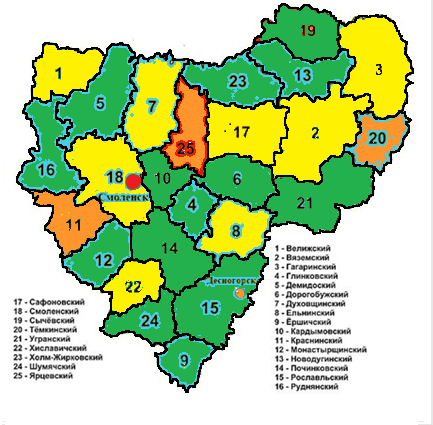 19
1
5
7
23
13
3
25
17
2
20
16
18
Смоленск
10
6
21
4
11
8
12
14
22
Десногорск
15
24
9
1 - Велижский
2 - Вяземский
3 - Гагаринский
4 - Глинковский
5 - Демидоский
6 - Дорогобужский
7 - Духовщинский
8 - Ельнинский
9 - Ершичский
10 - Кардымовский
11 - Краснинский
12 - Монастырщинский
13 - Новодугинский
14 - Починковский
15 - Рославльский
16 - Руднянский
17 - Сафоновский
18 - Смоленский
19 - Сычёвский
20 - Тёмкинский
21 - Угранский
22 - Хиславичский
23 - Холм-Жирховский
24 - Шумячский
25 - Ярцевский